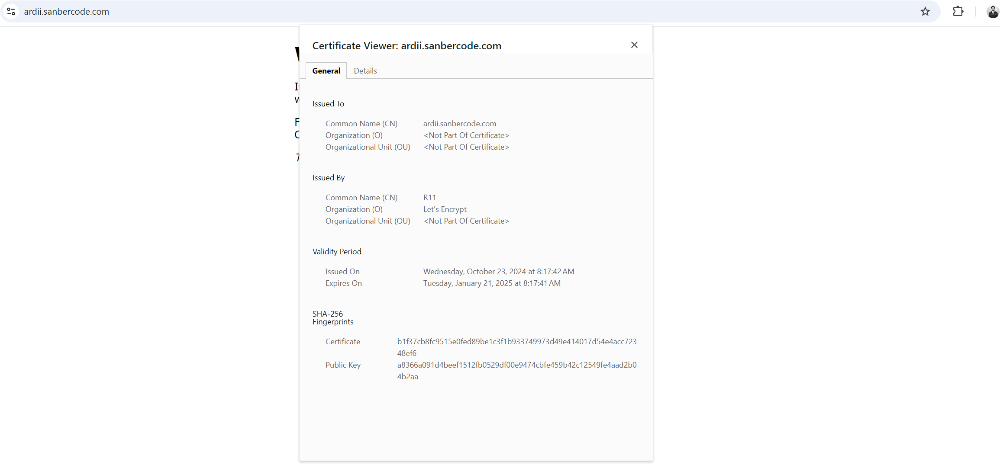 ardii.sanbercode.com
Certificate Viewer: ardii.sanbercode.com
General Details
Issued To
Common Name (CN) ardii.sanbercode.com
Organization (O) <Not Part Of Certificate>
Organizational Unit (OU) <Not Part Of Certificate>
Issued By
Common Name (CN) R11
Organization (O) Let's Encrypt
Organizational Unit (OU) <Not Part Of Certificate>
Validity Period
Issued On Wednesday, October 23, 2024 at 8:17:42 AM
Expires On Tuesday, January 21, 2025 at 8:17:41 AM
SHA-256
Fingerprints
Certificate b1f37cb8fc9515e0fed89be1c3f1b933749973d49e414017d54e4acc723
48ef6
Public Key a8366a091d4beef1512fb0529df00e9474cbfe459b42c12549fe4aad2b0
4b2aa